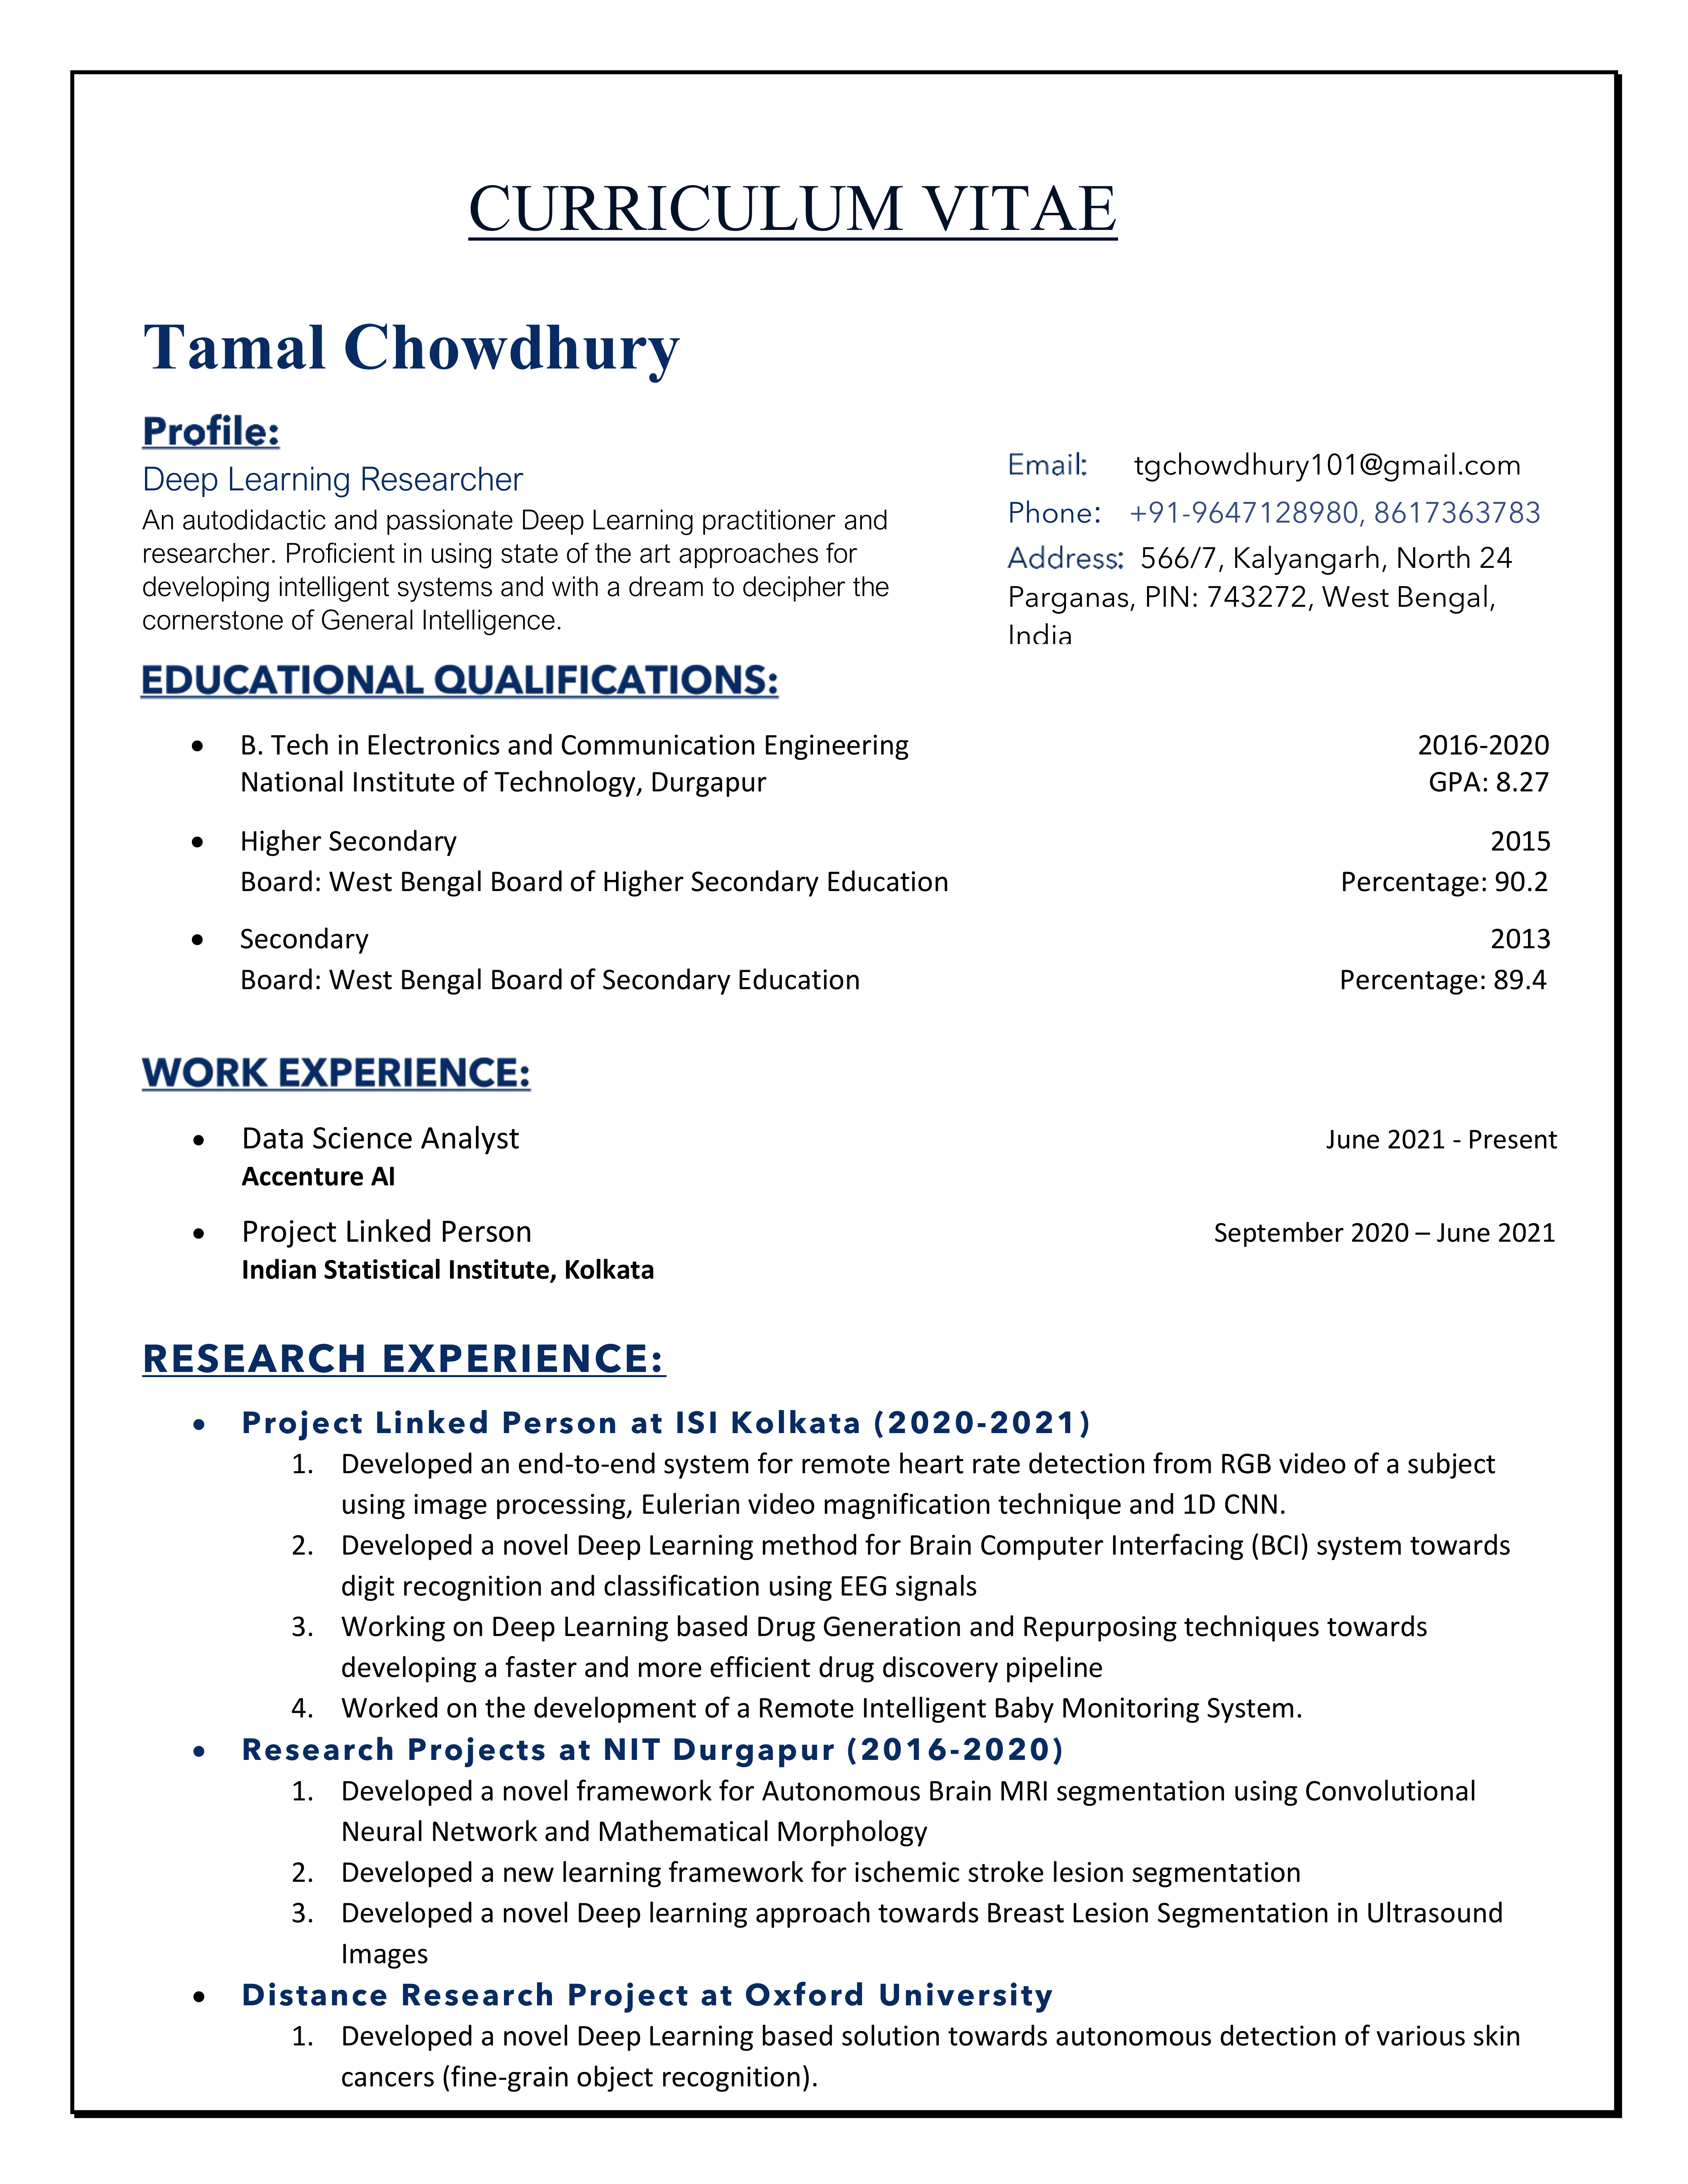 CURRICULUM VITAE
Tamal Chowdhury
Profile:
Deep Learning Researcher
An autodidactic and passionate Deep Learning practitioner and
researcher. Proficient in using state of the art approaches for
developing intelligent systems and with a dream to decipher the
cornerstone of General Intelligence.
Email: tgchowdhury101@gmail.com
Phone: +91-9647128980, 8617363783
Address: 566/7, Kalyangarh, North 24
Parganas, PIN: 743272, West Bengal,
India
EDUCATIONAL QUALIFICATIONS:
• B. Tech in Electronics and Communication Engineering 2016-2020
National Institute of Technology, Durgapur GPA: 8.27
• Higher Secondary 2015
Board: West Bengal Board of Higher Secondary Education Percentage: 90.2
• Secondary 2013
Board: West Bengal Board of Secondary Education Percentage: 89.4
WORK EXPERIENCE:
• Data Science Analyst June 2021 - Present
Accenture AI
• Project Linked Person September 2020 – June 2021
Indian Statistical Institute, Kolkata
RESEARCH EXPERIENCE:
• Project Linked Person at ISI Kolkata (2020-2021)
1. Developed an end-to-end system for remote heart rate detection from RGB video of a subject
using image processing, Eulerian video magnification technique and 1D CNN.
2. Developed a novel Deep Learning method for Brain Computer Interfacing (BCI) system towards
digit recognition and classification using EEG signals
3. Working on Deep Learning based Drug Generation and Repurposing techniques towards
developing a faster and more efficient drug discovery pipeline
4. Worked on the development of a Remote Intelligent Baby Monitoring System.
• Research Projects at NIT Durgapur (2016-2020)
1. Developed a novel framework for Autonomous Brain MRI segmentation using Convolutional
Neural Network and Mathematical Morphology
2. Developed a new learning framework for ischemic stroke lesion segmentation
3. Developed a novel Deep learning approach towards Breast Lesion Segmentation in Ultrasound
Images
• Distance Research Project at Oxford University
1. Developed a novel Deep Learning based solution towards autonomous detection of various skin
cancers (fine-grain object recognition).